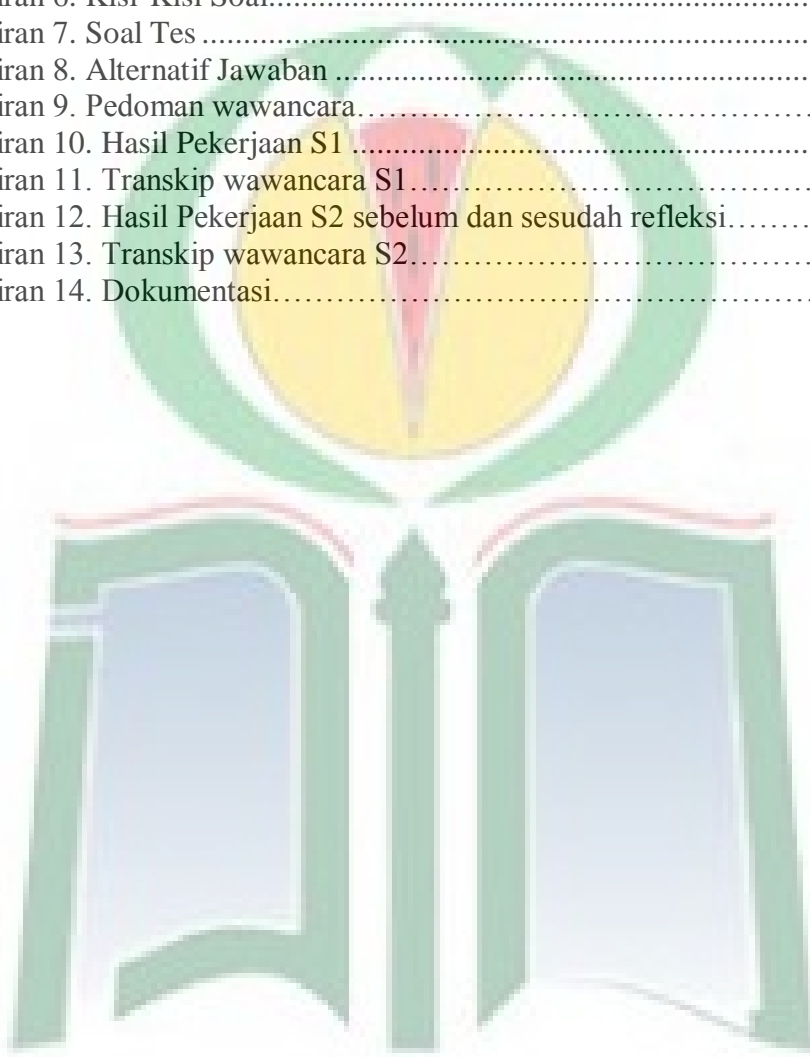 iran 6. Kisi-Kisi Soal..............................................................
iran 7. Soal Tes ......................................................................
iran 8. Alternatif Jawaban ......................................................
iran 9. Pedoman wawancara…………………………………
iran 10. Hasil Pekerjaan S1 ....................................................
iran 11. Transkip wawancara S1……………………………
iran 12. Hasil Pekerjaan S2 sebelum dan sesudah refleksi………
iran 13. Transkip wawancara S2……………………………
iran 14. Dokumentasi…………………………………………